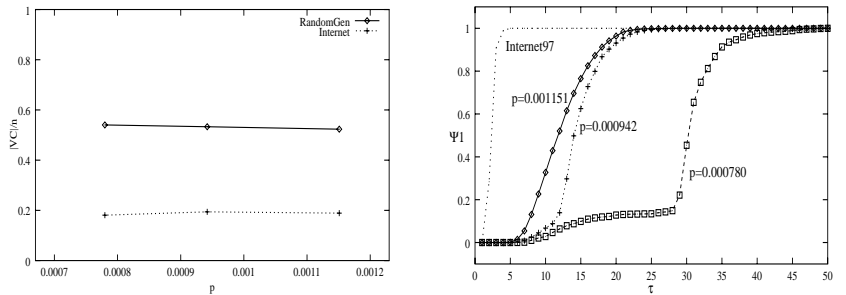 1
0.8
0.6
0.4
0.2
0
|VC|/n
RandomGen
Internet
0.0007
0.0008
0.0009
0.001
0.0011
0.0012
p
1
0.8
0.6
0.4
0.2
0
Ψ1
Internet97
p=0.001151
p=0.000942
p=0.000780
0
5
10
15
20
25
30
35
40
45
50
τ